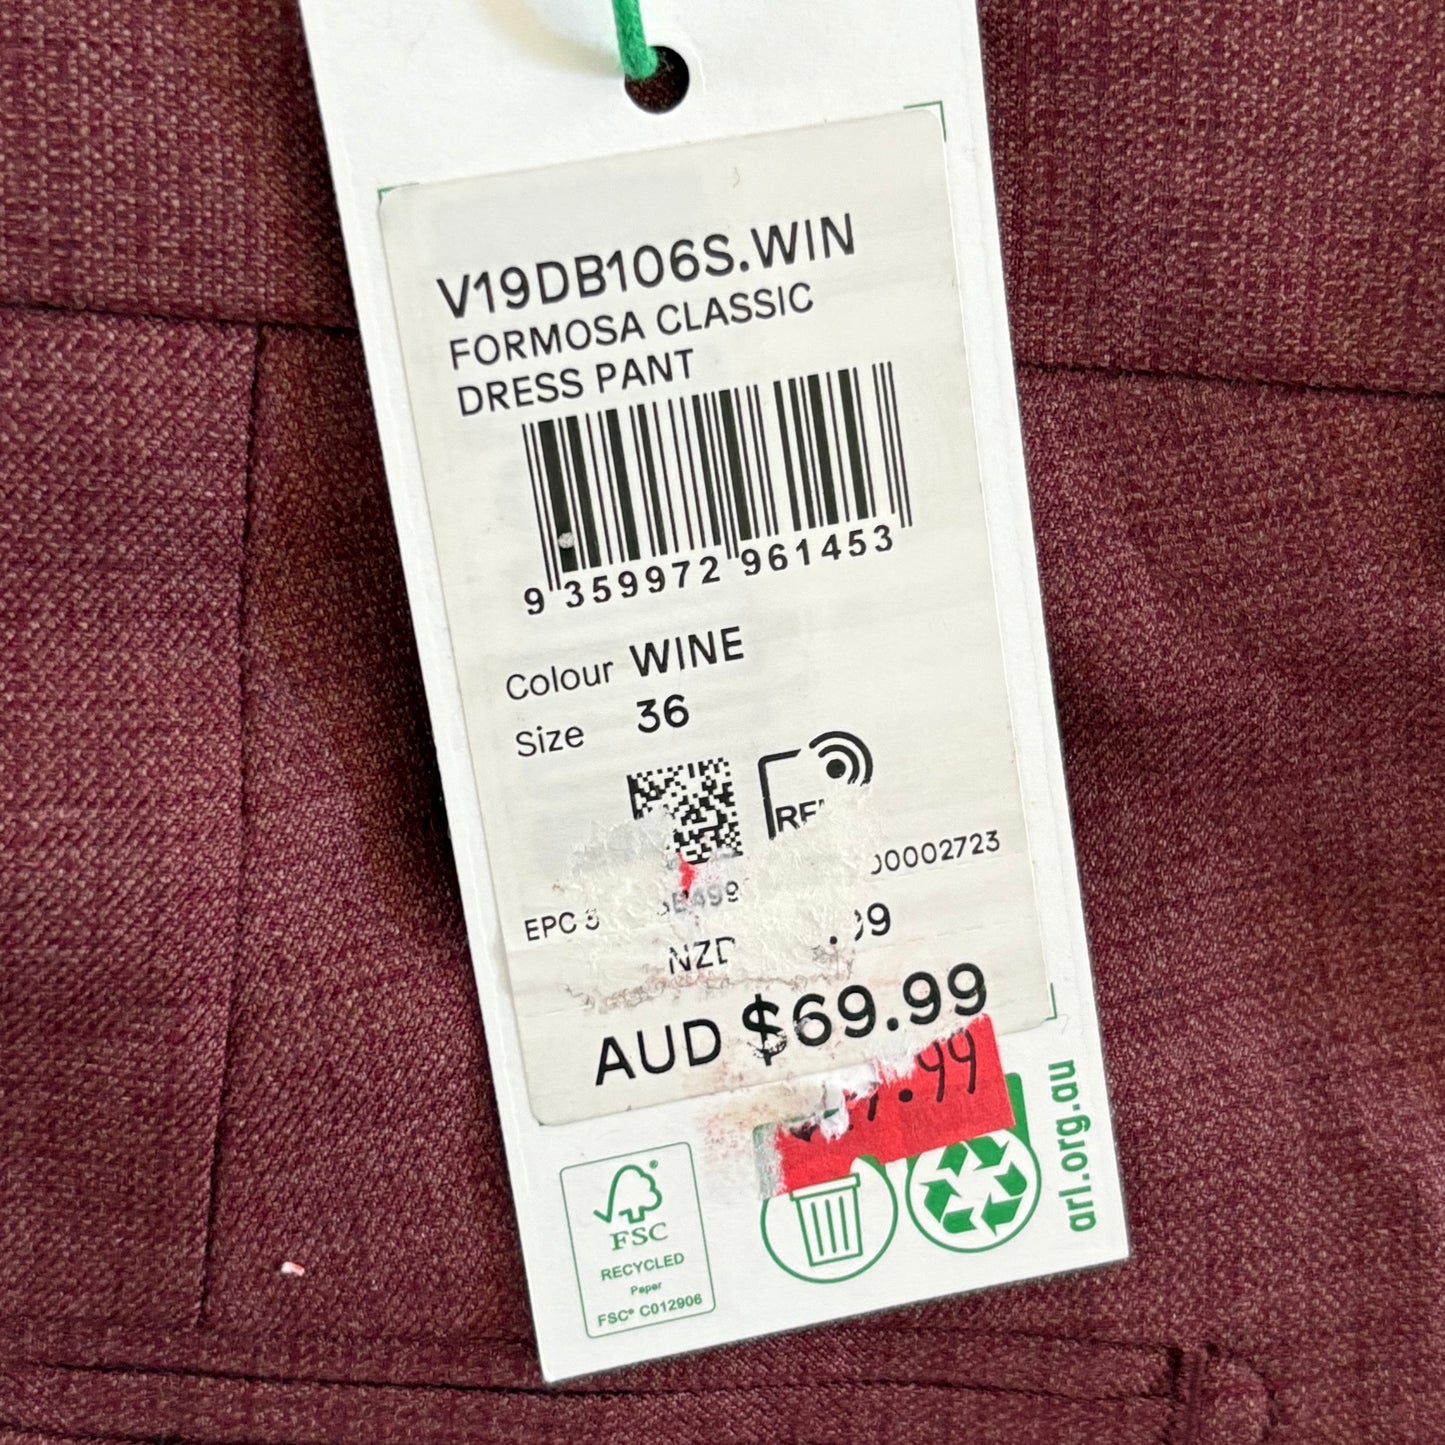 V19DB106S.WIN
FORMOSA CLASSIC
DRESS PANT
9 359972 961453
Colour WINE
Size 36
EPC
NZD
AUD $69.99
FSC
RECYCLED
Paper
FSC® C012906
arl.org.au